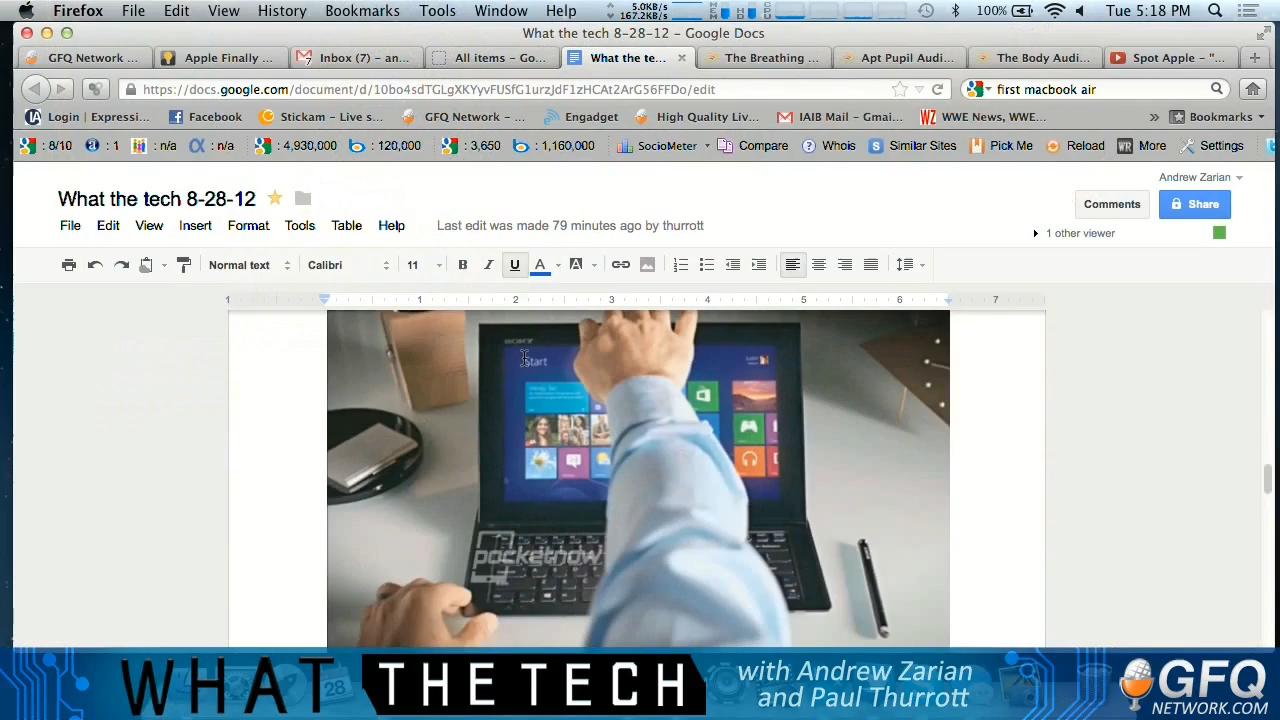 Firefox File Edit View History Bookmarks Tools Window Help 5.0KB/s 167.2KB/s 100% Tue 5:18 PM
What the tech 8-28-12 - Google Docs
GFQ Network ... Apple Finally ... Inbox (7) - an... All items - Go... What the te... The Breathing ... Apt Pupil Audi... The Body Audi... Spot Apple - "...
https://docs.google.com/document/d/10bo4sdTGLgXKYyvFUSfG1urzJdF1zHCAt2ArG56FFDo/edit first macbook air
Login | Expressi... Facebook Stickam - Live s... GFQ Network - ... Engadget High Quality Liv... IAIB Mail - Gmai... WWE News, WWE... » Bookmarks
: 8/10 : 1 : n/a : n/a : 4,930,000 : 120,000 : 3,650 : 1,160,000 SocioMeter Compare Whois Similar Sites Pick Me Reload More Settings
Andrew Zarian
What the tech 8-28-12
Comments Share
File Edit View Insert Format Tools Table Help Last edit was made 79 minutes ago by thurrott
1 other viewer
Normal text Calibri 11 B I U A A
1 1 2 3 4 5 6 7
SONY
Start
pocketnow
WHAT THE TECH with Andrew Zarian
and Paul Thurrott
GFQ
NETWORK.COM